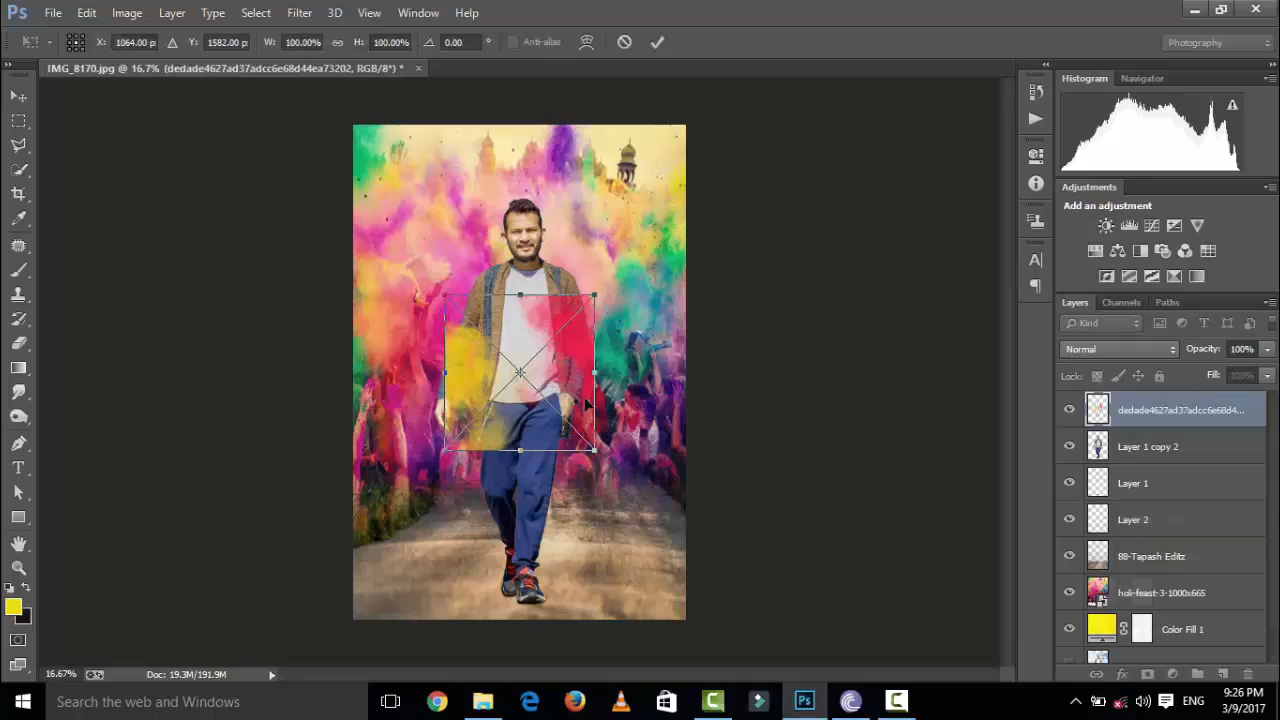 Ps File Edit Image Layer Type Select Filter 3D View Window Help
X: 1064.00 p: Y: 1582.00 p: W: 100.00% H: 100.00% 0.00 ° Anti-alias Photography
IMG_8170.jpg @ 16.7% (dedade4627ad37adcc6e68d44ea73202, RGB/8*) * ×
Histogram Navigator
Adjustments
Add an adjustment
Layers Channels Paths
Kind
Normal Opacity: 100%
Lock: Fill: 100%
dedade4627ad37adcc6e68d4...
Layer 1 copy 2
Layer 1
Layer 2
88-Tapash Editz
holi-feast-3-1000x665
Color Fill 1
16.67% Doc: 19.3M/191.9M
Search the web and Windows
Ps
ENG
9:26 PM
3/9/2017